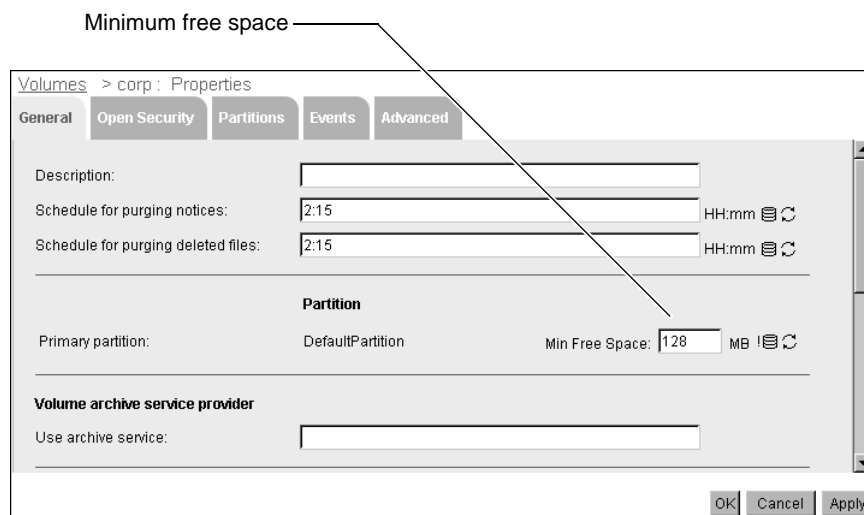 Minimum free space
Volumes > corp : Properties
General Open Security Partitions Events Advanced
Description:
Schedule for purging notices: 2:15 HH:mm
Schedule for purging deleted files: 2:15 HH:mm
Partition
Primary partition: DefaultPartition Min Free Space: 128 MB !
Volume archive service provider
Use archive service:
OK Cancel Apply